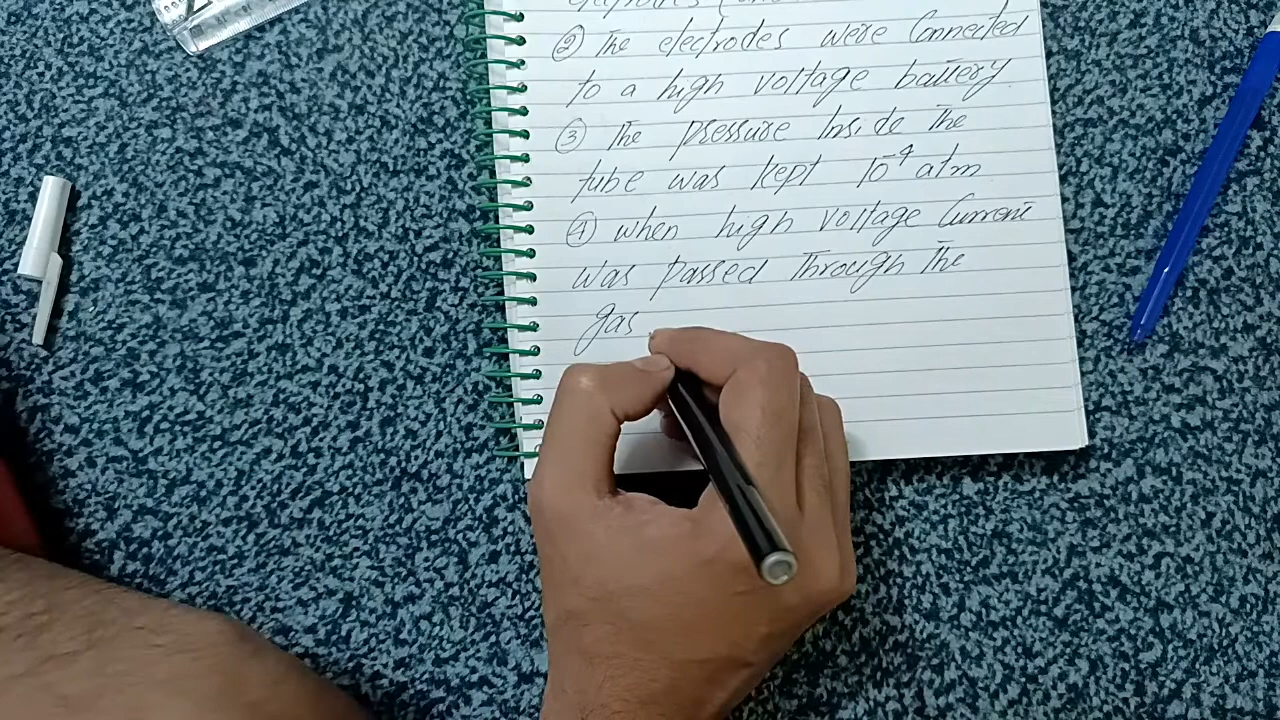 ② The electrodes were Connected
to a high voltage battery
③ The pressure Inside The
tube was kept 10⁻⁴ atm
④ when high voltage Current
was passed Through The
gas